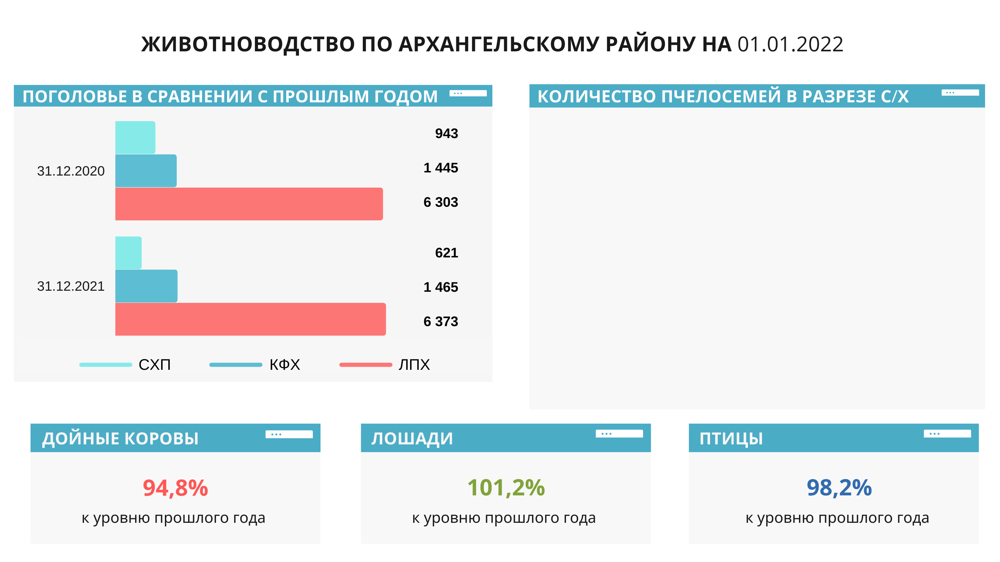 ЖИВОТНОВОДСТВО ПО АРХАНГЕЛЬСКОМУ РАЙОНУ НА 01.01.2022
ПОГОЛОВЬЕ В СРАВНЕНИИ С ПРОШЛЫМ ГОДОМ
31.12.2020
943
1 445
6 303
31.12.2021
621
1 465
6 373
СХП КФХ ЛПХ
КОЛИЧЕСТВО ПЧЕЛОСЕМЕЙ В РАЗРЕЗЕ С/Х
ДОЙНЫЕ КОРОВЫ
94,8%
к уровню прошлого года
ЛОШАДИ
101,2%
к уровню прошлого года
ПТИЦЫ
98,2%
к уровню прошлого года